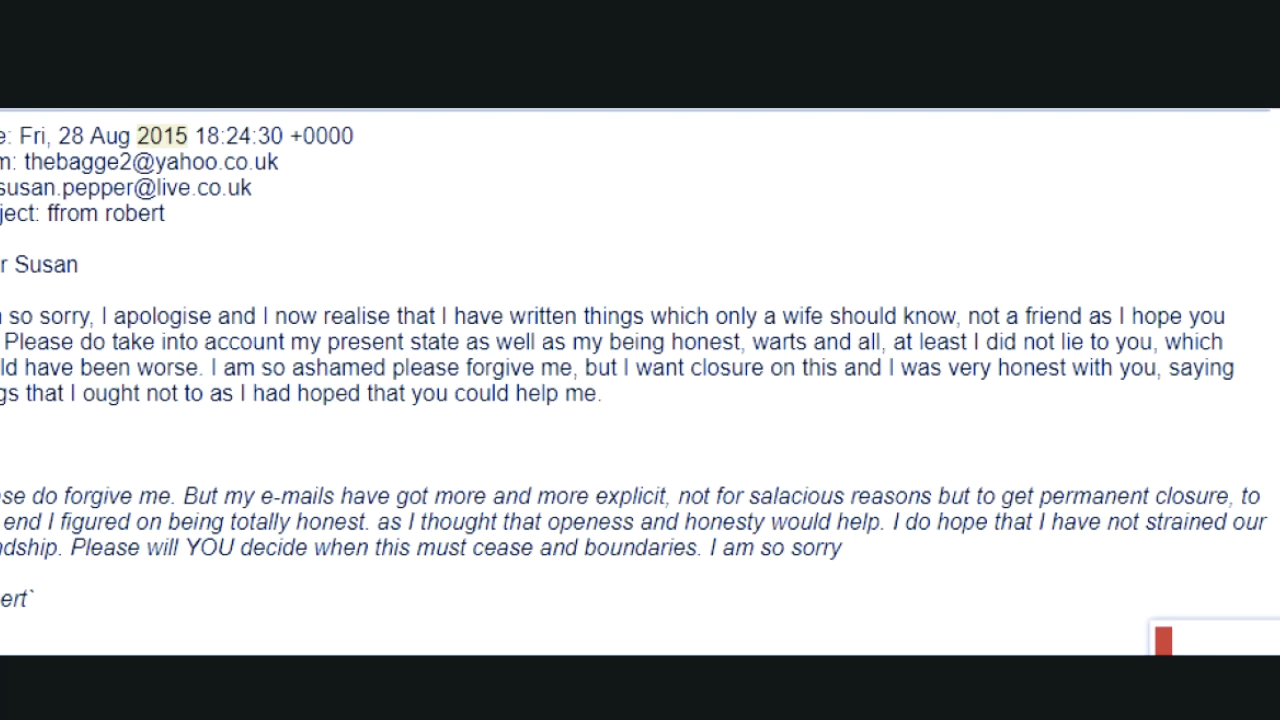 e: Fri, 28 Aug 2015 18:24:30 +0000
m: thebagge2@yahoo.co.uk
susan.pepper@live.co.uk
ject: ffrom robert
r Susan
so sorry, I apologise and I now realise that I have written things which only a wife should know, not a friend as I hope you
Please do take into account my present state as well as my being honest, warts and all, at least I did not lie to you, which
ld have been worse. I am so ashamed please forgive me, but I want closure on this and I was very honest with you, saying
gs that I ought not to as I had hoped that you could help me.
se do forgive me. But my e-mails have got more and more explicit, not for salacious reasons but to get permanent closure, to
end I figured on being totally honest. as I thought that openess and honesty would help. I do hope that I have not strained our
ndship. Please will YOU decide when this must cease and boundaries. I am so sorry
ert`